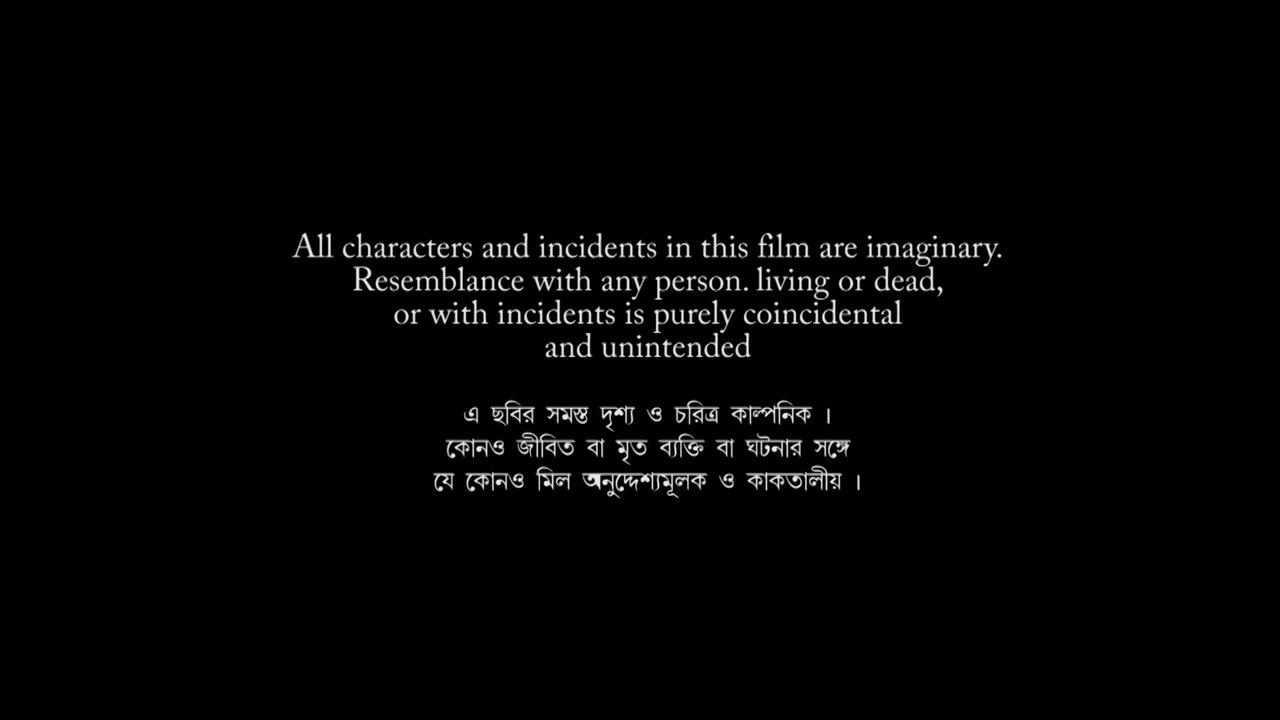 All characters and incidents in this film are imaginary.
Resemblance with any person. living or dead,
or with incidents is purely coincidental
and unintended
এ ছবির সমস্ত দৃশ্য ও চরিত্র কাল্পনিক ।
কোনও জীবিত বা মৃত ব্যক্তি বা ঘটনার সঙ্গে
যে কোনও মিল অনুদ্দেশ্যমূলক ও কাকতালীয় ।